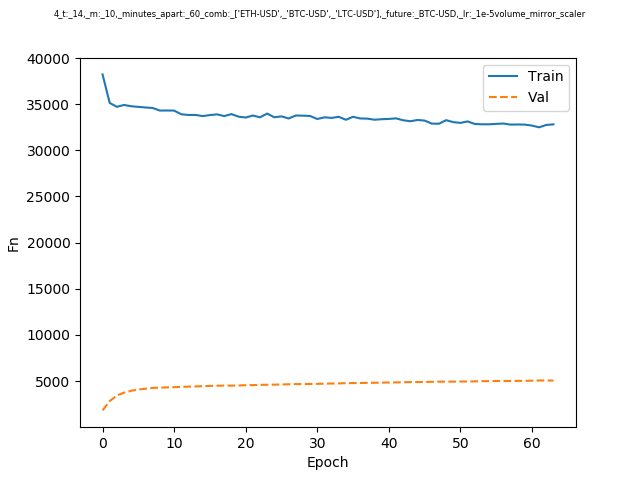 4_t:_14,_m:_10,_minutes_apart:_60_comb:_['ETH-USD',_'BTC-USD',_'LTC-USD'],_future:_BTC-USD,_lr:_1e-5volume_mirror_scaler
40000
35000
30000
25000
20000
15000
10000
5000
Fn
Train
Val
0 10 20 30 40 50 60
Epoch